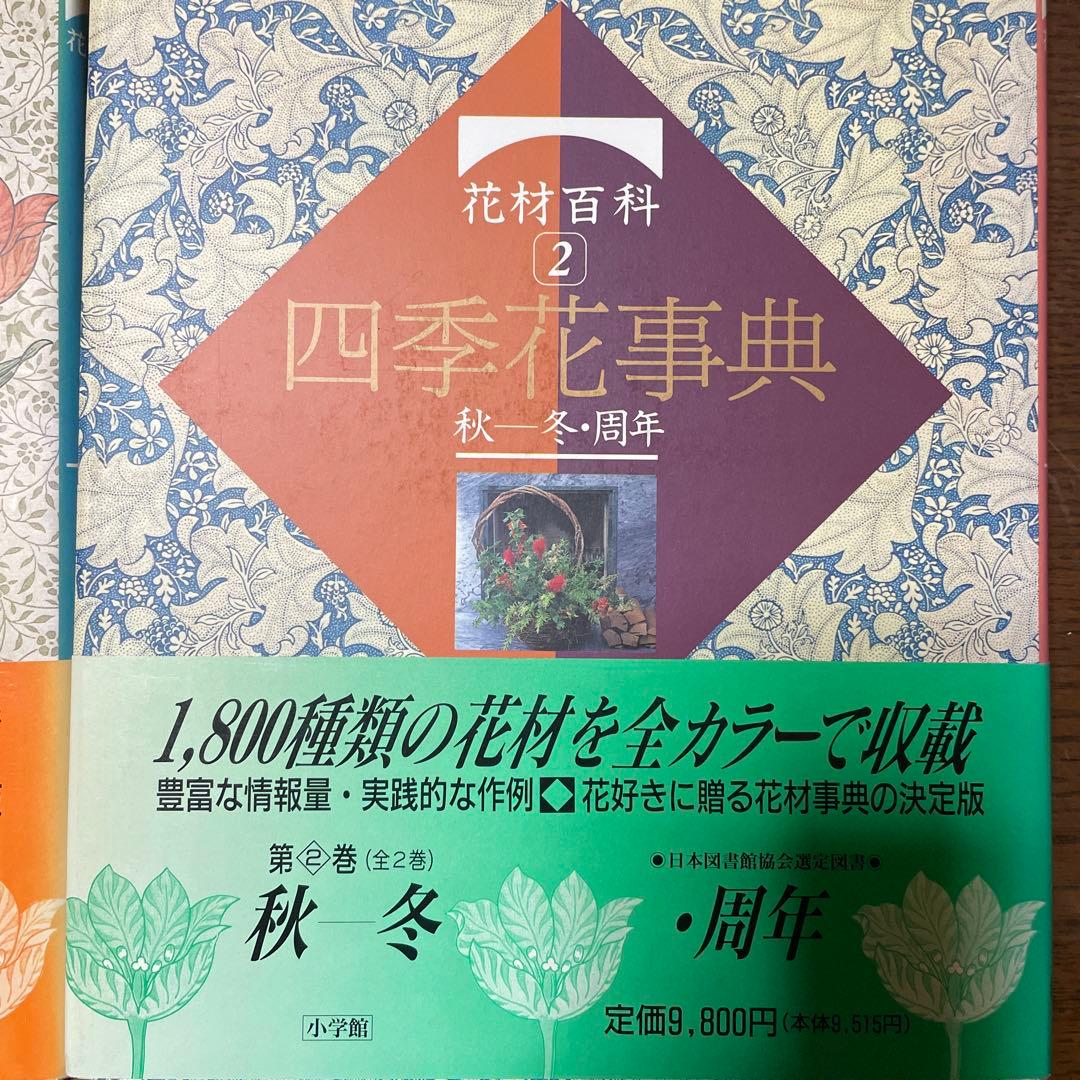 花
花材百科
2
四季花事典
秋―冬・周年
1,800種類の花材を全カラーで収載
豊富な情報量・実践的な作例◆花好きに贈る花材事典の決定版
第2巻(全2巻)
秋―冬
●日本図書館協会選定図書●
・周年
小学館
定価9,800円(本体9,515円)